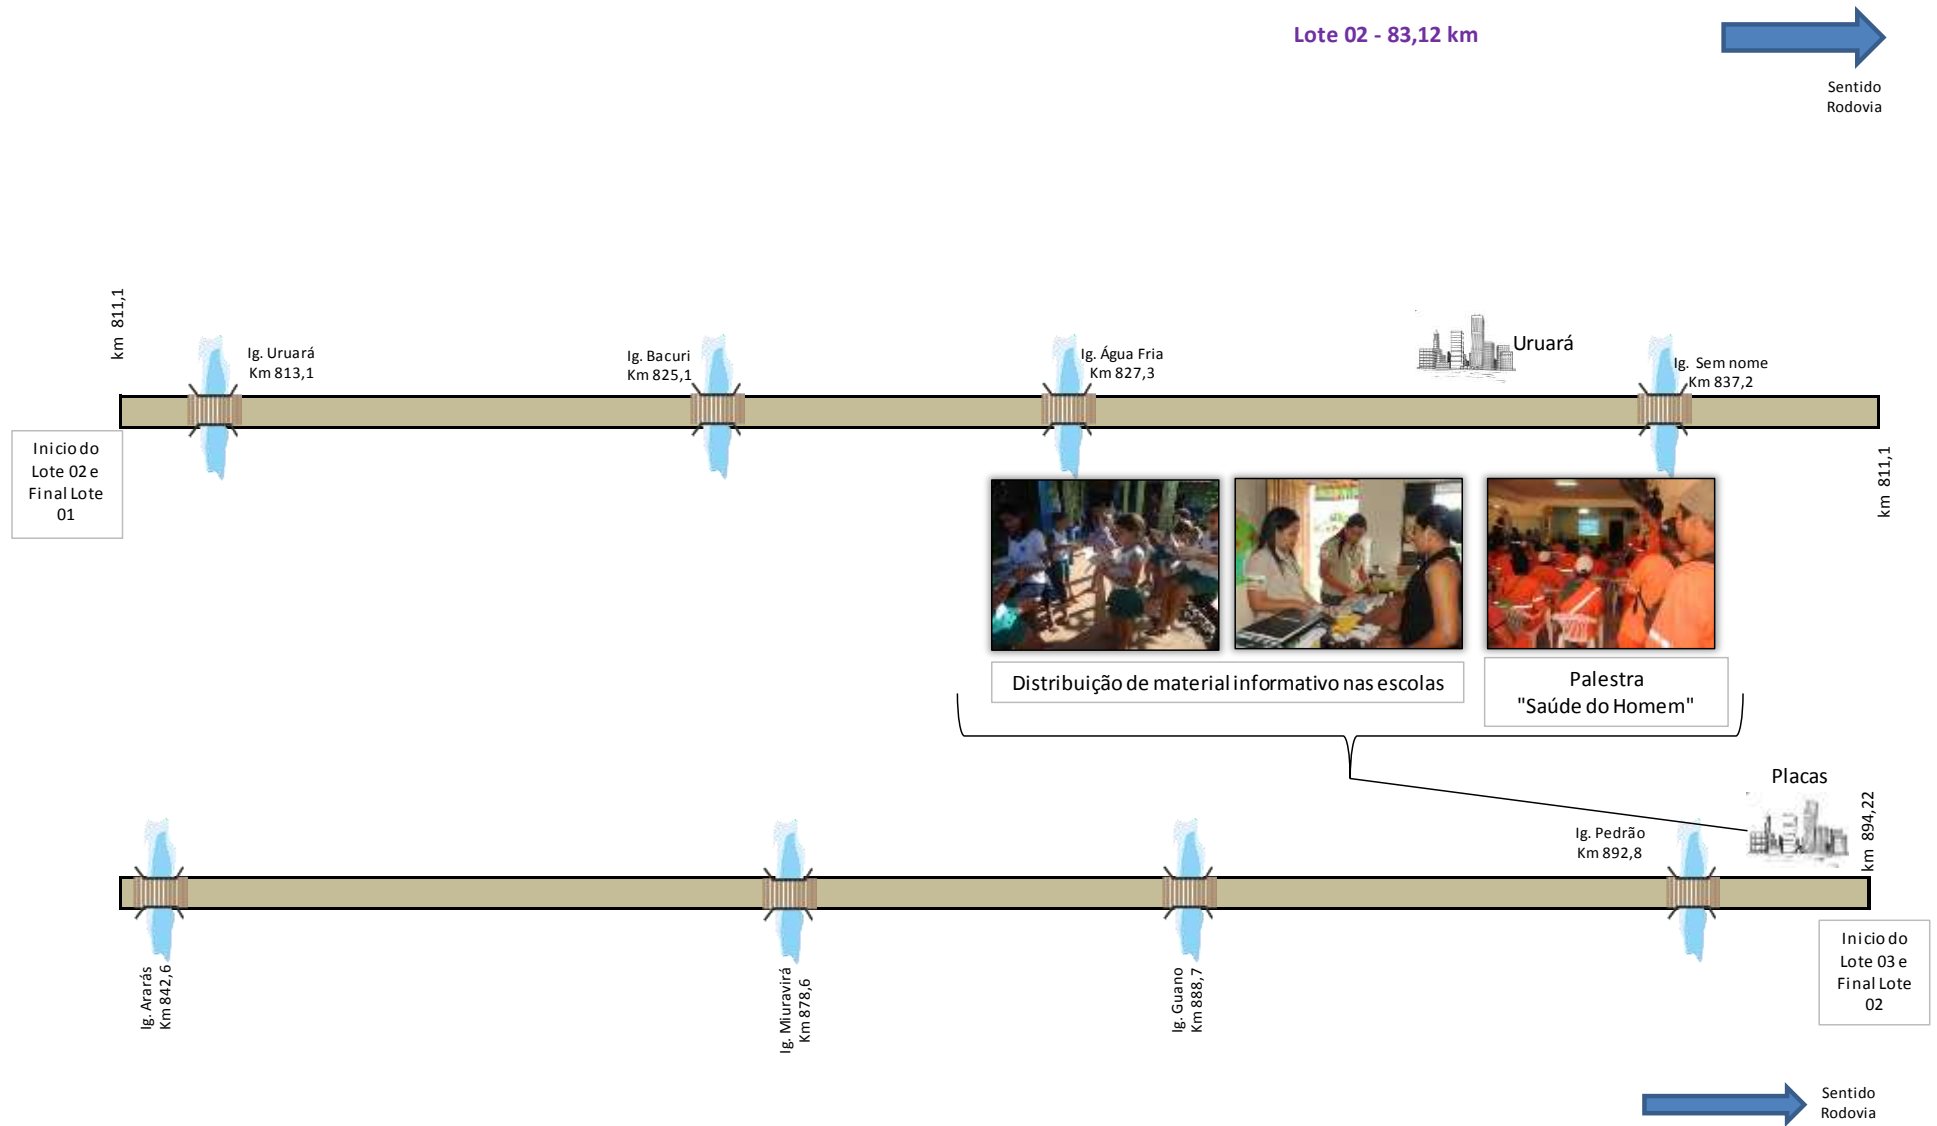 Lote 02 - 83,12 km
Sentido
Rodovia
km 811,1
Ig. Uruará
Km 813,1
Ig. Bacuri
Km 825,1
Ig. Água Fria
Km 827,3
Uruará
Ig. Sem nome
Km 837,2
Inicio do
Lote 02 e
Final Lote
01
km 811,1
Distribuição de material informativo nas escolas
Palestra
"Saúde do Homem"
Placas
km 894,22
Ig. Pedrão
Km 892,8
Ig. Ararás
Km 842,6
Ig. Miuravirá
Km 878,6
Ig. Guano
Km 888,7
Inicio do
Lote 03 e
Final Lote
02
Sentido
Rodovia